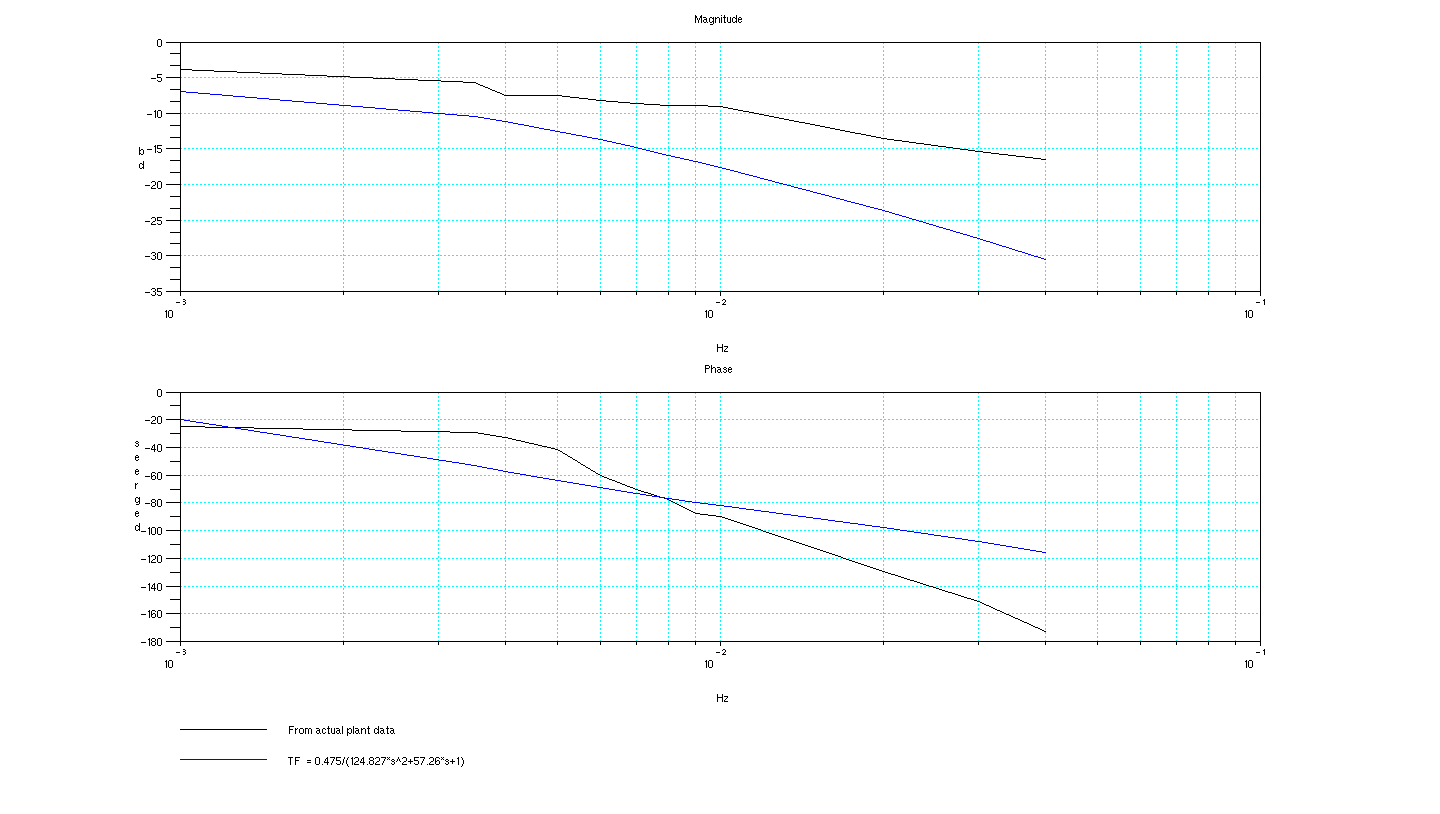 Magnitude
0
−5
−10
−15
−20
−25
−30
−35
b
d
10 −3
10 −2
10 −1
Hz
Phase
0
−20
−40
−60
−80
−100
−120
−140
−160
−180
s
e
e
r
g
e
d
10 −3
10 −2
10 −1
Hz
From actual plant data
TF = 0.475/(124.827*s^2+57.26*s+1)